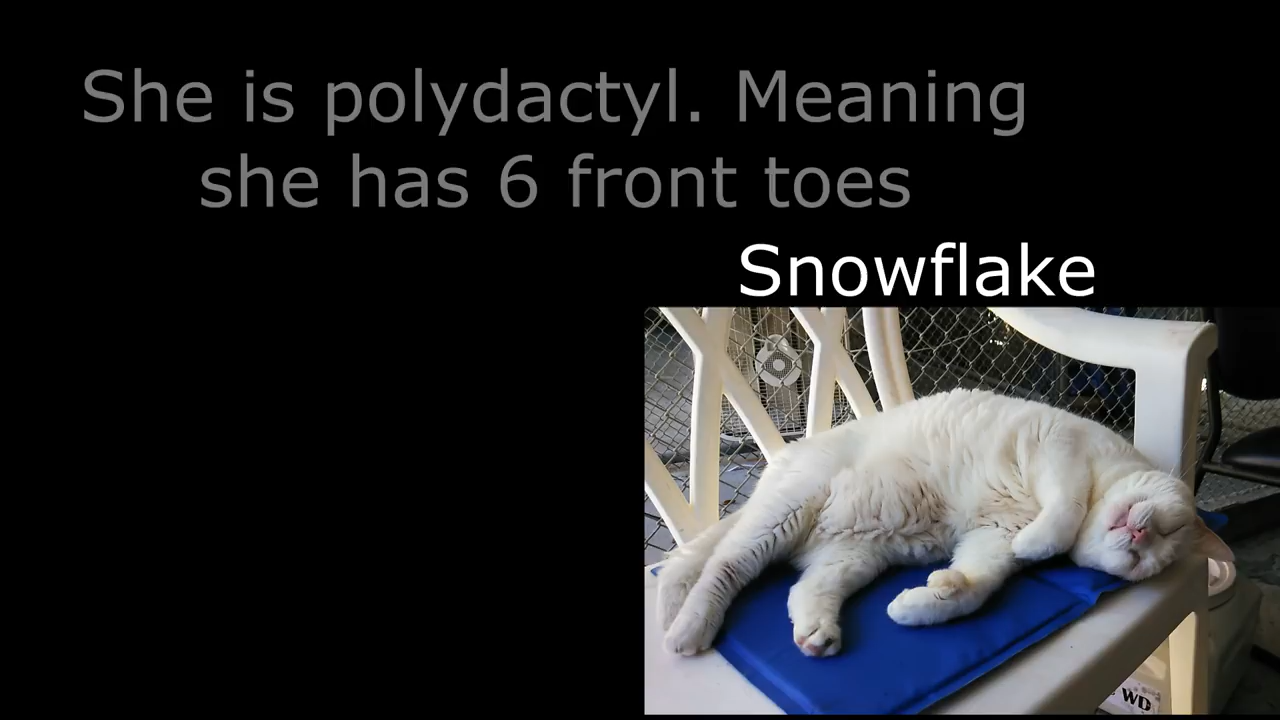 She is polydactyl. Meaning
she has 6 front toes
Snowflake
WD